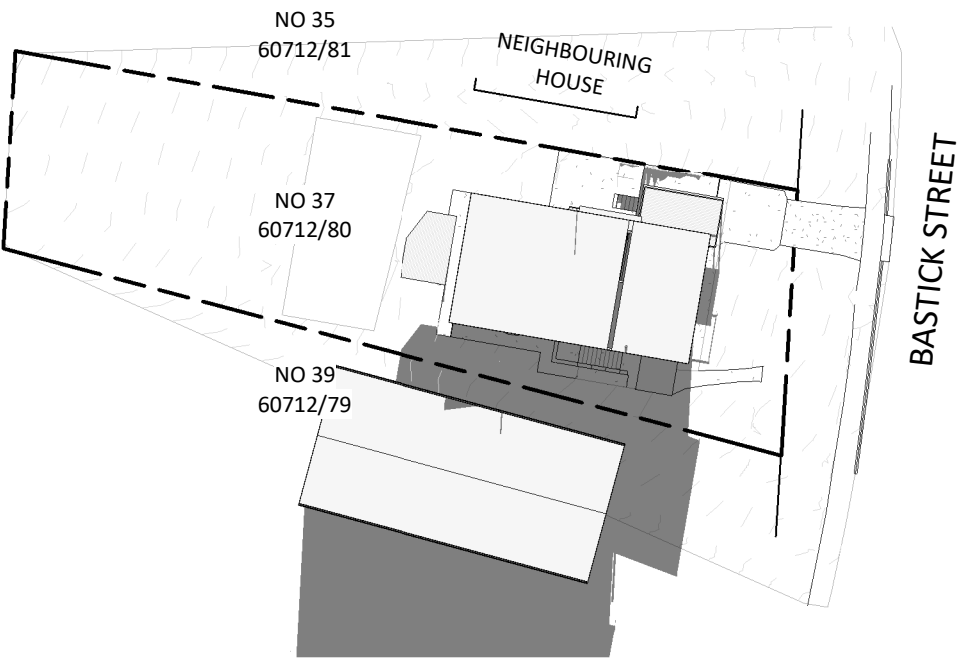 NO 35
60712/81
NEIGHBOURING
HOUSE
NO 37
60712/80
BASTICK STREET
NO 39
60712/79